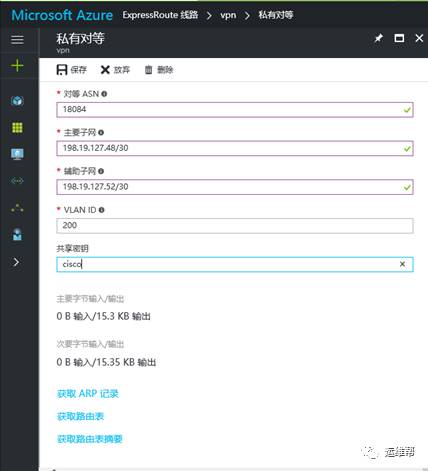 Microsoft Azure ExpressRoute 线路 > vpn > 私有对等
私有对等
vpn
保存 放弃 删除
* 对等 ASN
18084
* 主要子网
198.19.127.48/30
* 辅助子网
198.19.127.52/30
* VLAN ID
200
共享密钥
cisco
主要字节输入/输出
0 B 输入/15.3 KB 输出
次要字节输入/输出
0 B 输入/15.35 KB 输出
获取 ARP 记录
获取路由表
获取路由表摘要
运维帮